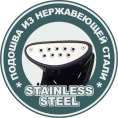 * ПОДОШВА ИЗ НЕРЖАВЕЮЩЕЙ СТАЛИ *
STAINLESS
STEEL